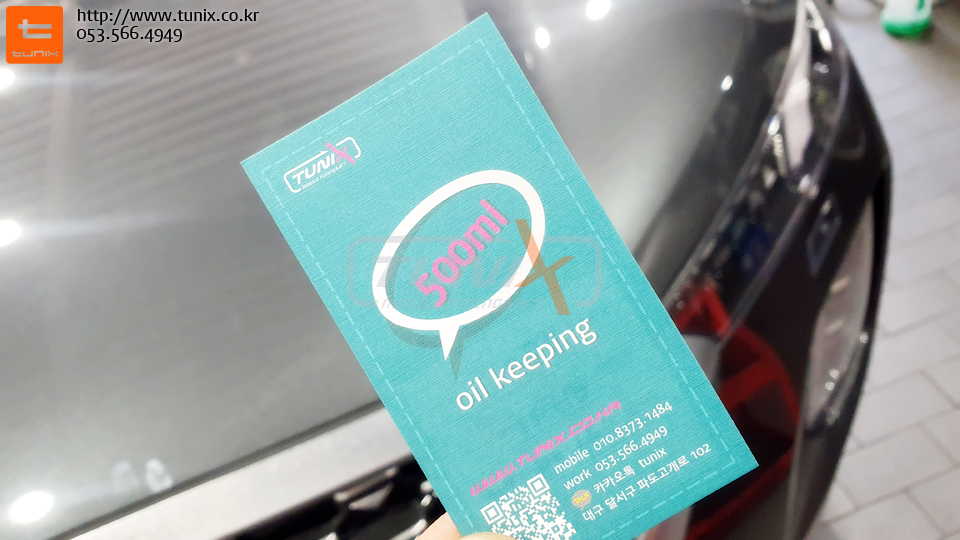 http://www.tunix.co.kr
053.566.4949
tunix
TUNIX
500ml
oil keeping
www.TUNIX.CO.KR
mobile 010.8373.1484
work 053.566.4949
카카오톡 tunix
대구 달서구 파도고개로 102